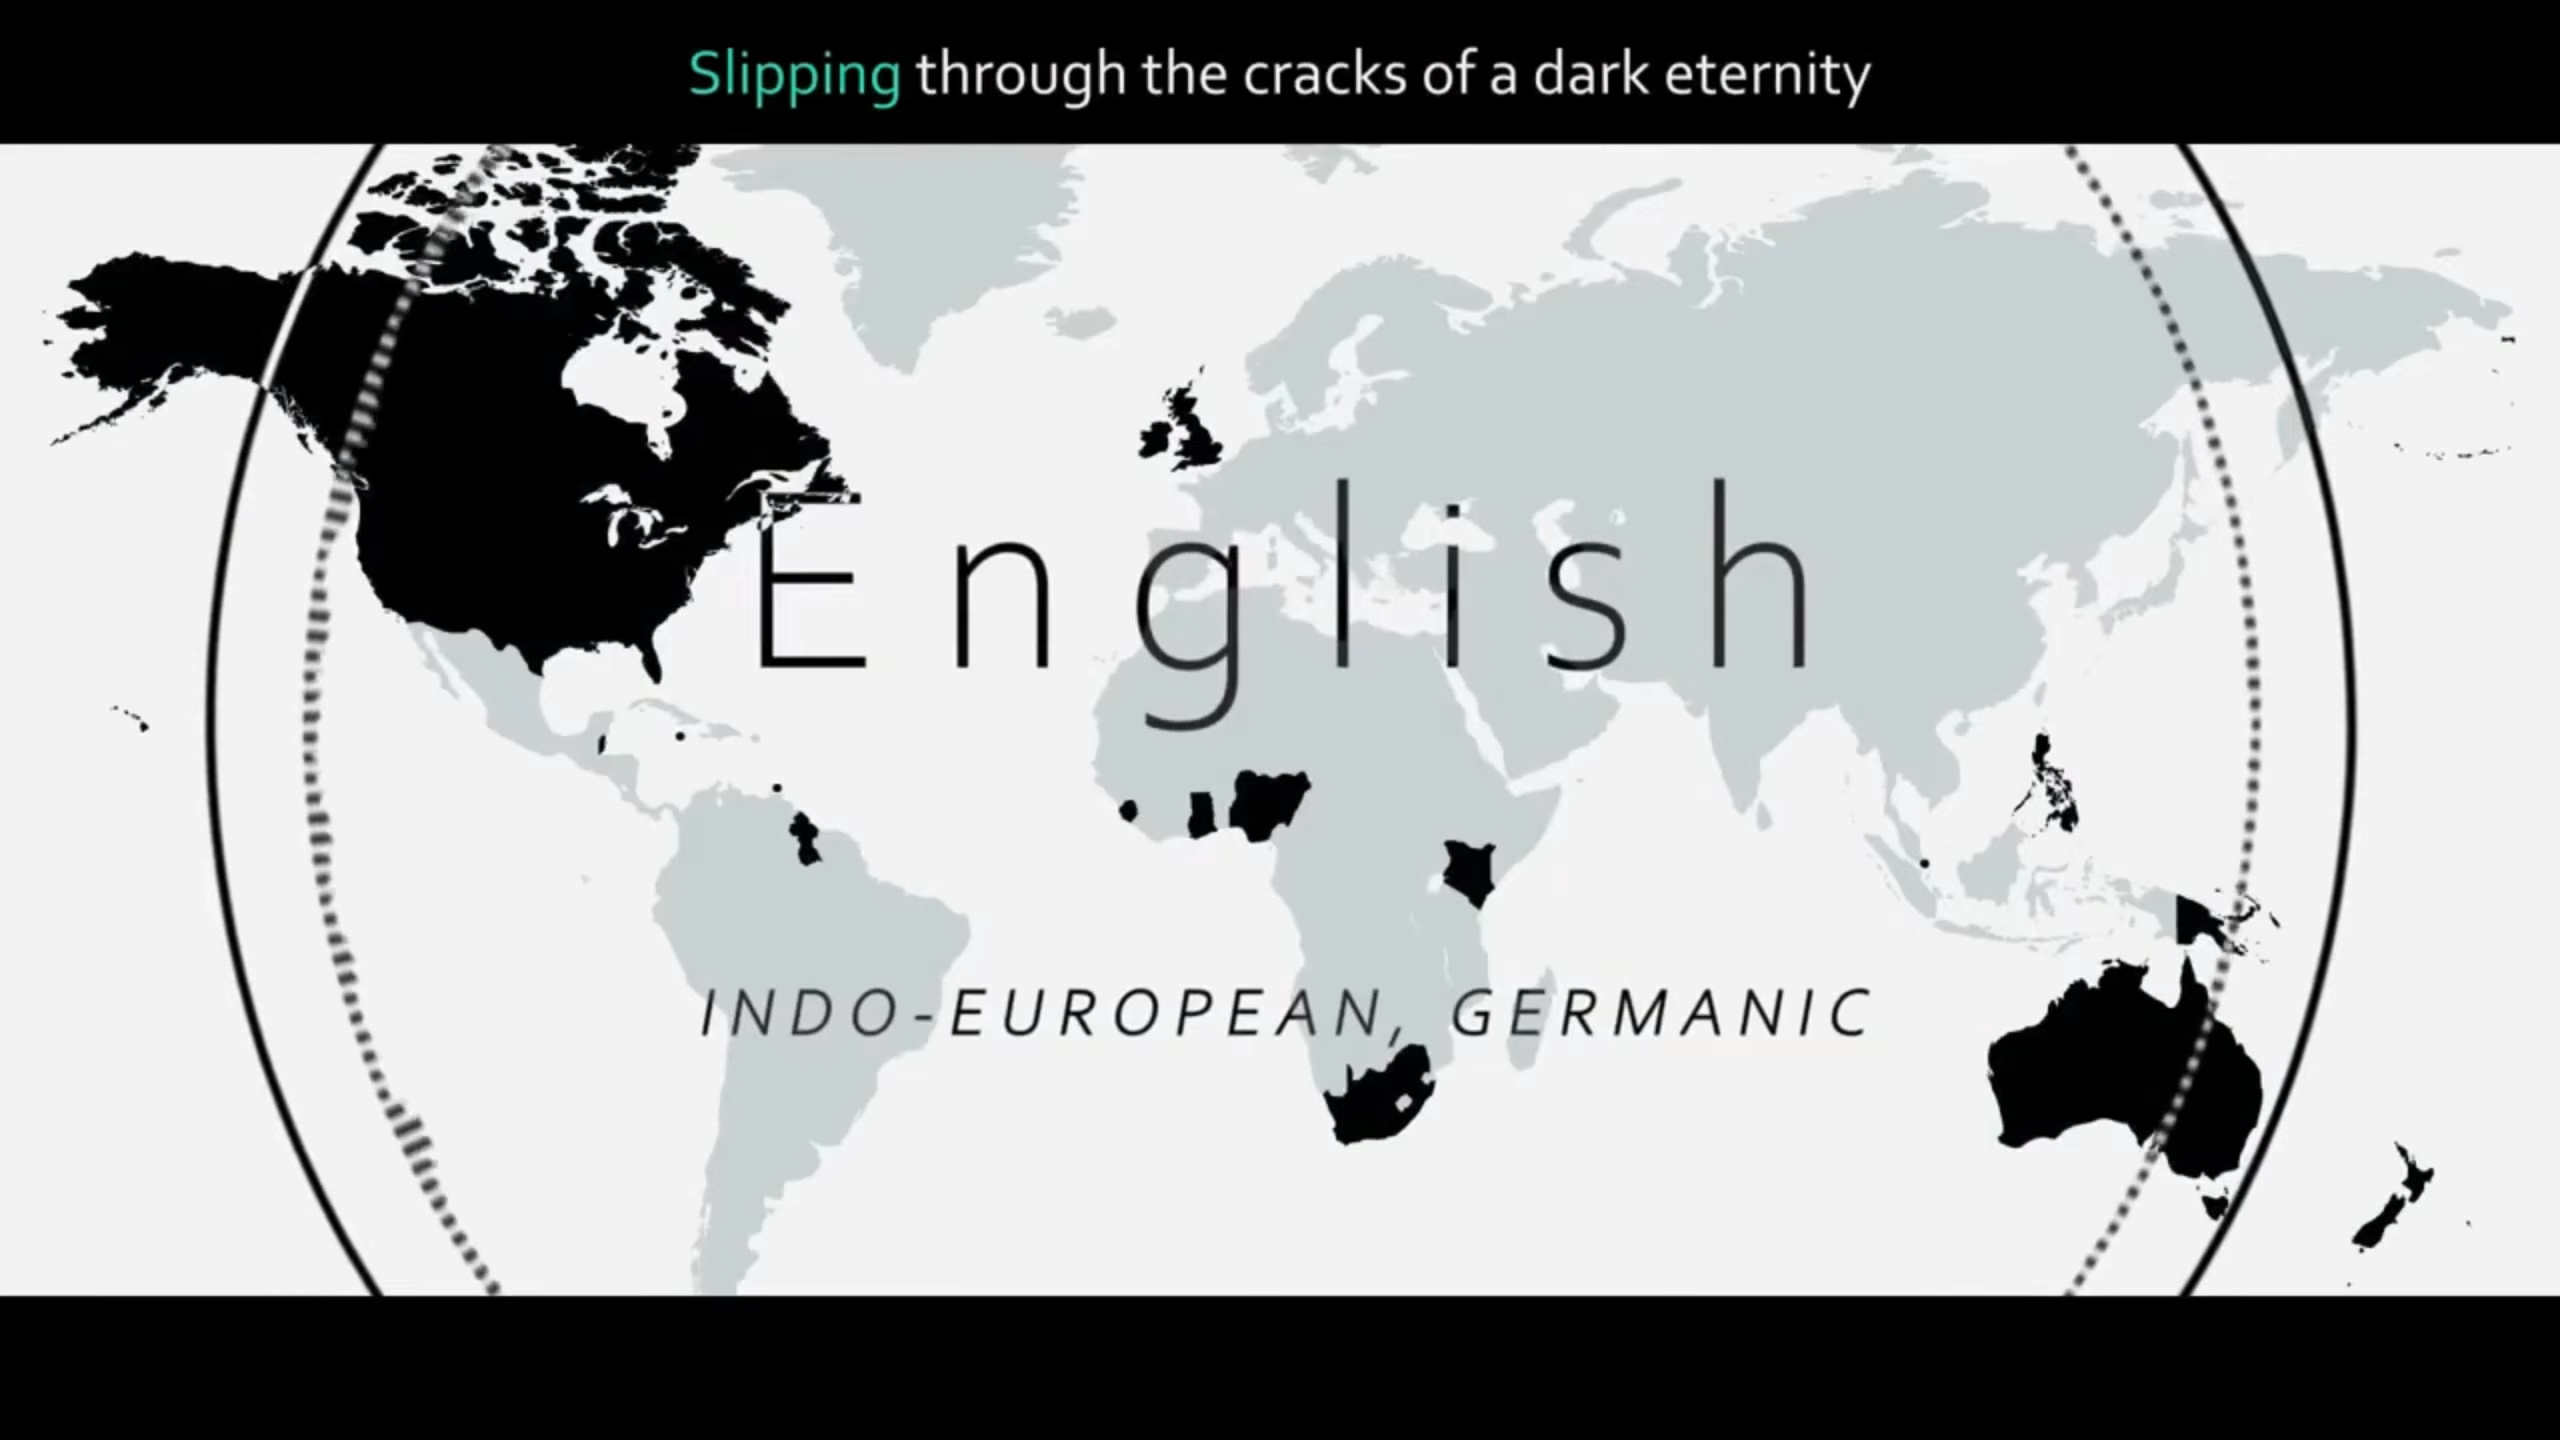 Slipping through the cracks of a dark eternity
English
INDO-EUROPEAN, GERMANIC